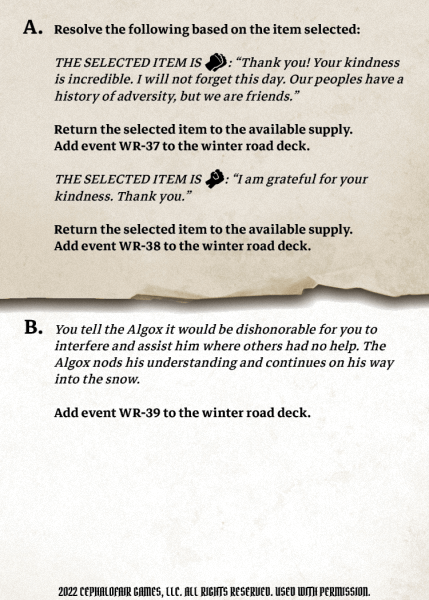 A. Resolve the following based on the item selected:
THE SELECTED ITEM IS : “Thank you! Your kindness
is incredible. I will not forget this day. Our peoples have a
history of adversity, but we are friends.”
Return the selected item to the available supply.
Add event WR-37 to the winter road deck.
THE SELECTED ITEM IS : “I am grateful for your
kindness. Thank you.”
Return the selected item to the available supply.
Add event WR-38 to the winter road deck.
B. You tell the Algox it would be dishonorable for you to
interfere and assist him where others had no help. The
Algox nods his understanding and continues on his way
into the snow.
Add event WR-39 to the winter road deck.
2022 CEPHALOFAIR GAMES, LLC. ALL RIGHTS RESERVED. USED WITH PERMISSION.